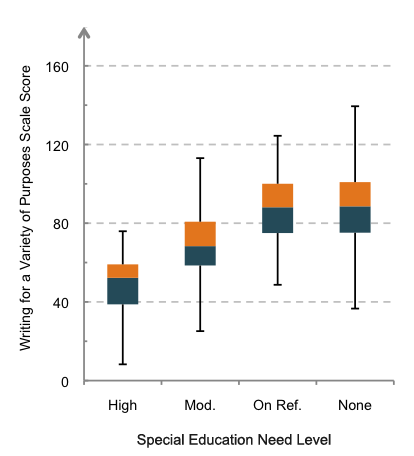 Writing for a Variety of Purposes Scale Score
160
120
80
40
0
High Mod. On Ref. None
Special Education Need Level